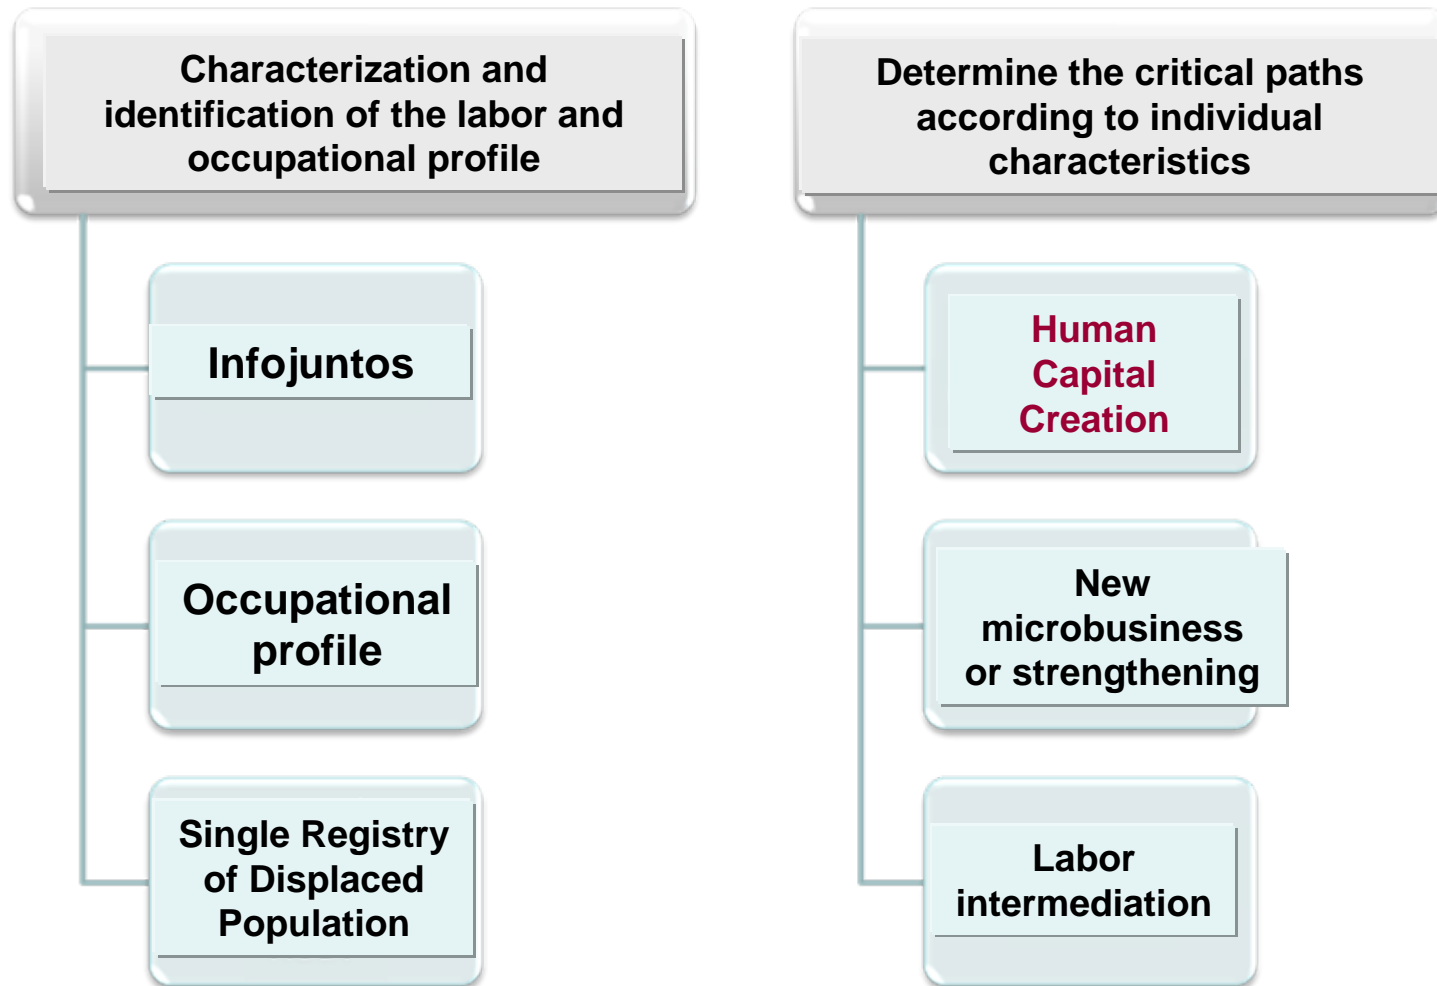 Characterization and
identification of the labor and
occupational profile
Infojuntos
Occupational
profile
Single Registry
of Displaced
Population
Determine the critical paths
according to individual
characteristics
Human
Capital
Creation
New
microbusiness
or strengthening
Labor
intermediation